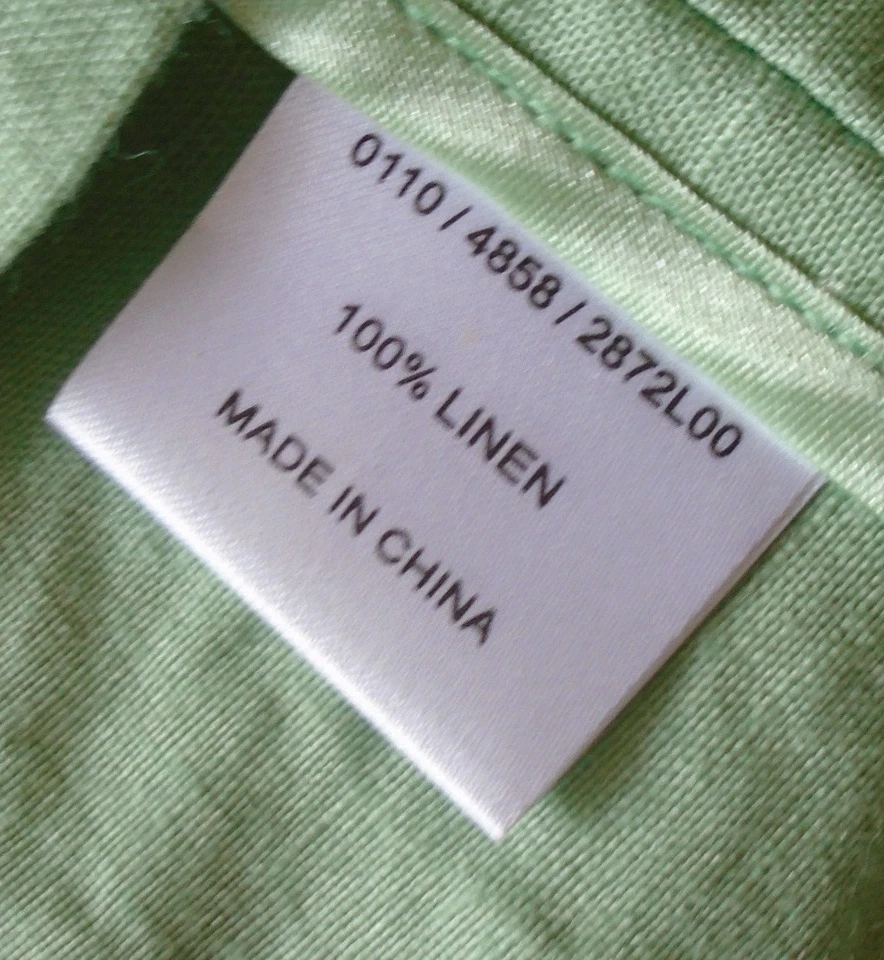 0110 / 4858 / 2872L00
100% LINEN
MADE IN CHINA